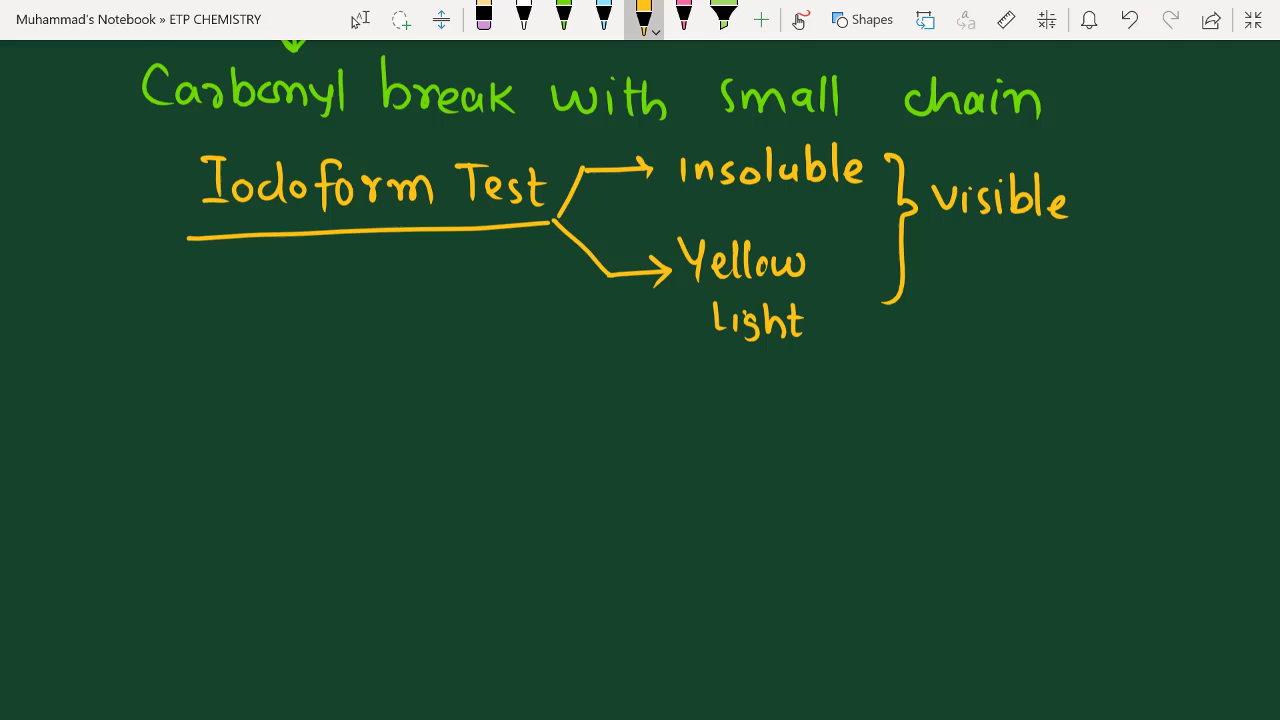 Muhammad's Notebook » ETP CHEMISTRY
Shapes
Carbonyl break with small chain
Iodoform Test
Insoluble
visible
Yellow
Light